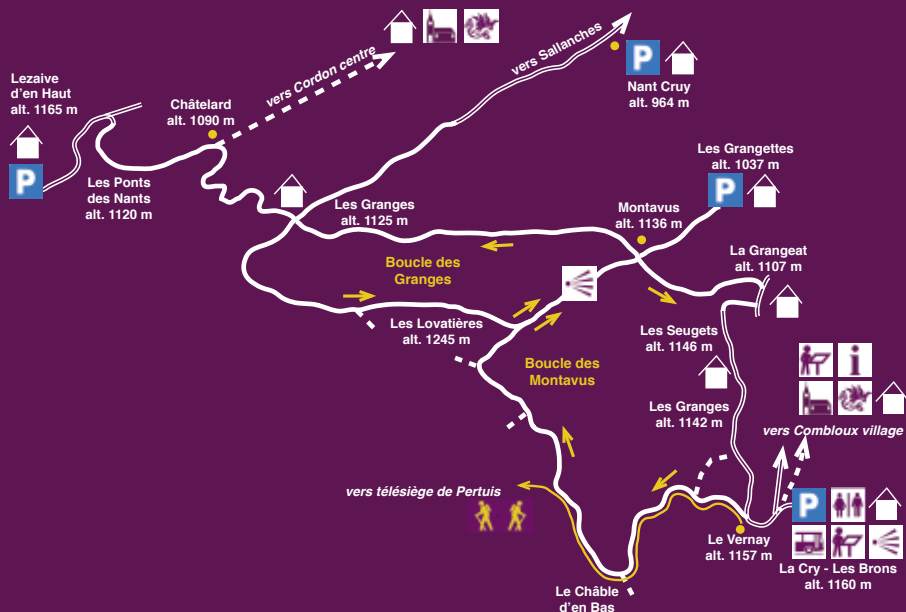 vers Cordon centre
vers Sallanches
P
Nant Cruy
alt. 964 m
Lezaive
d'en Haut
alt. 1165 m
P
Châtelard
alt. 1090 m
Les Ponts
des Nants
alt. 1120 m
Les Granges
alt. 1125 m
Les Grangettes
alt. 1037 m
P
Montavus
alt. 1136 m
La Grangeat
alt. 1107 m
Boucle des
Granges
Les Lovatières
alt. 1245 m
Les Seugets
alt. 1146 m
Boucle des
Montavus
i
Les Granges
alt. 1142 m
vers Combloux village
vers télésiège de Pertuis
P
Le Vernay
alt. 1157 m
La Cry - Les Brons
alt. 1160 m
Le Châble
d'en Bas